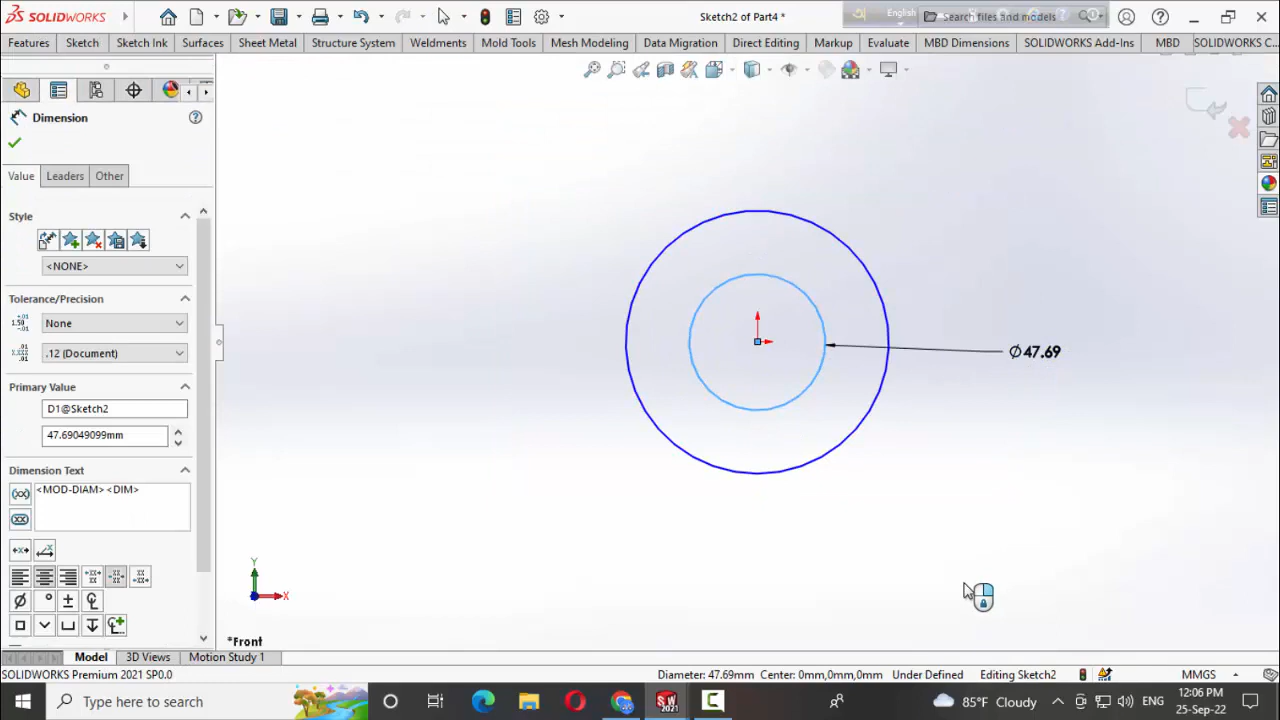 SOLIDWORKS
Sketch2 of Part4 *
English
Search files and models
Features
Sketch
Sketch Ink
Surfaces
Sheet Metal
Structure System
Weldments
Mold Tools
Mesh Modeling
Data Migration
Direct Editing
Markup
Evaluate
MBD Dimensions
SOLIDWORKS Add-Ins
MBD
SOLIDWORKS C...
Dimension
Value
Leaders
Other
Style
<NONE>
Tolerance/Precision
None
.12 (Document)
Primary Value
D1@Sketch2
47.69049099mm
Dimension Text
<MOD-DIAM> <DIM>
∅47.69
Y
X
*Front
Model
3D Views
Motion Study 1
SOLIDWORKS Premium 2021 SP0.0
Diameter: 47.69mm Center: 0mm,0mm,0mm
Under Defined
Editing Sketch2
MMGS
Type here to search
85°F Cloudy
ENG
12:06 PM
25-Sep-22